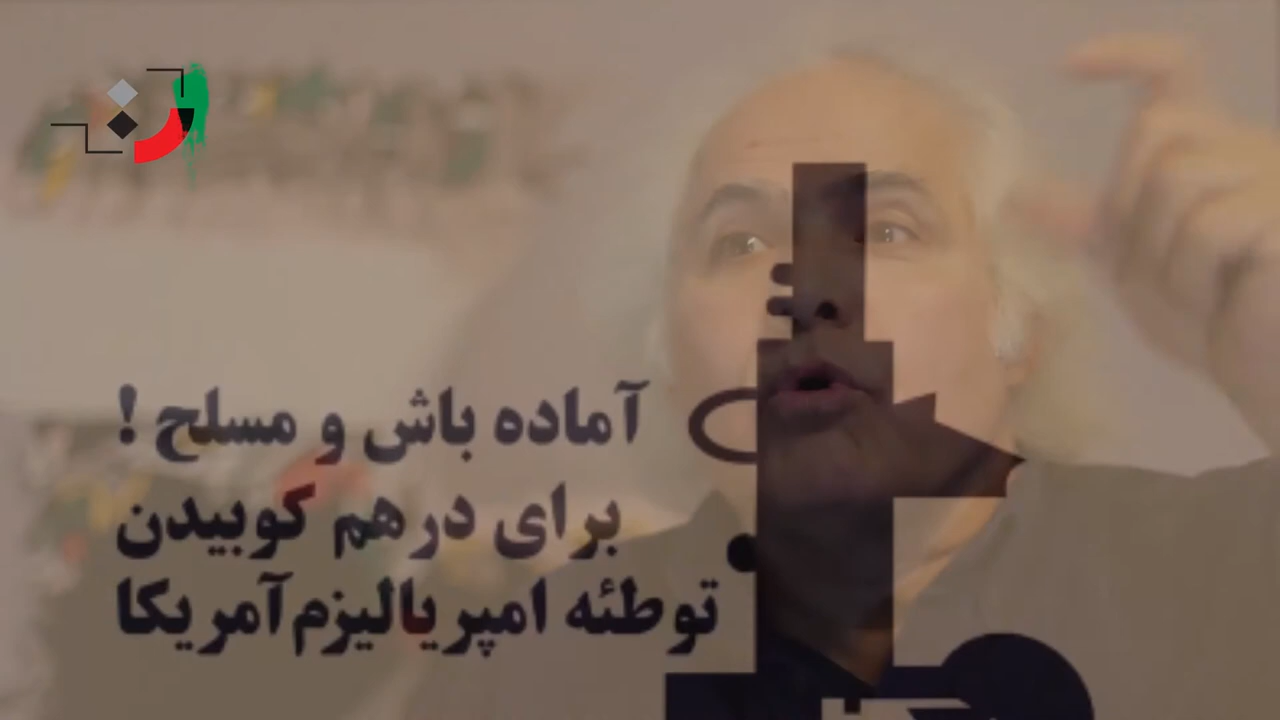 آماده باش و مسلح !
برای درهم کوبیدن
توطئه امپریالیزم آمریکا